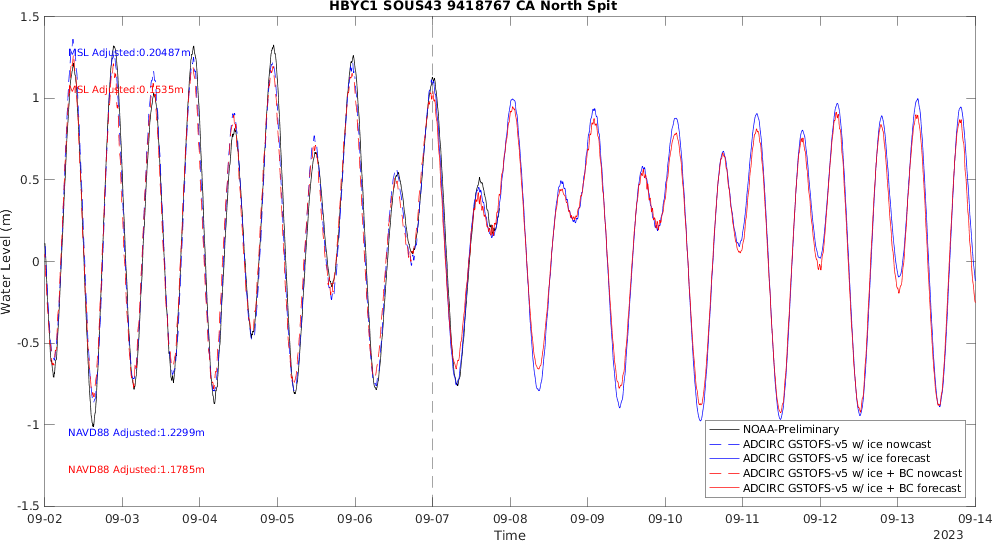 HBYC1 SOUS43 9418767 CA North Spit
1.5
1
0.5
0
-0.5
-1
-1.5
Water Level (m)
MSL Adjusted:0.20487m
MSL Adjusted:0.1535m
NAVD88 Adjusted:1.2299m
NAVD88 Adjusted:1.1785m
NOAA-Preliminary
ADCIRC GSTOFS-v5 w/ ice nowcast
ADCIRC GSTOFS-v5 w/ ice forecast
ADCIRC GSTOFS-v5 w/ ice + BC nowcast
ADCIRC GSTOFS-v5 w/ ice + BC forecast
09-02 09-03 09-04 09-05 09-06 09-07 09-08 09-09 09-10 09-11 09-12 09-13 09-14
Time
2023